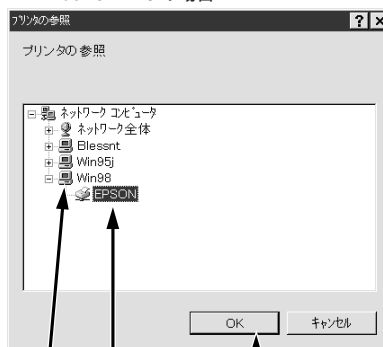 プリンタの参照
? ×
プリンタの参照
ネットワーク コンピュータ
ネットワーク全体
Blessnt
Win95j
Win98
EPSON
OK キャンセル